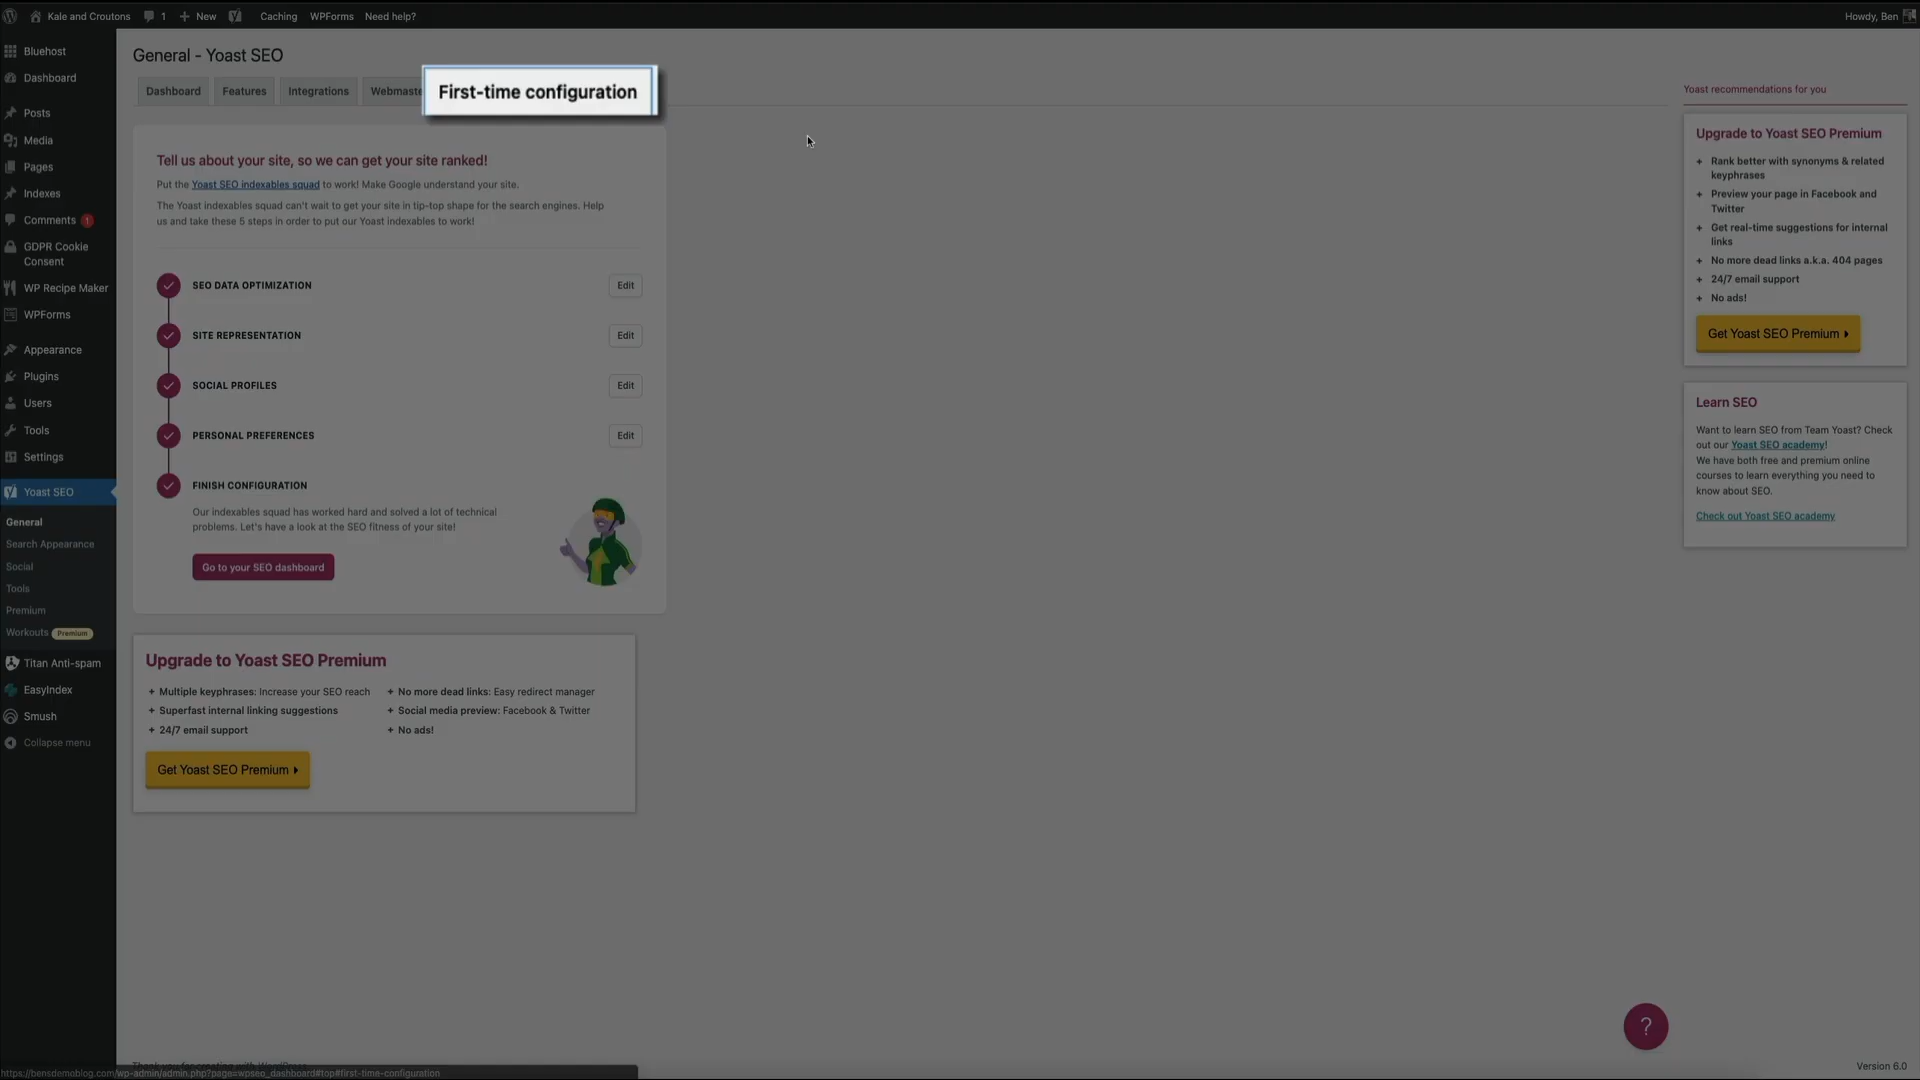 Kale and Croutons
1
New
Caching
WPForms
Need help?
Howdy, Ben
Bluehost
Dashboard
Posts
Media
Pages
Indexes
Comments 1
GDPR Cookie
Consent
WP Recipe Maker
WPForms
Appearance
Plugins
Users
Tools
Settings
Yoast SEO
General
Search Appearance
Social
Tools
Premium
Workouts Premium
Titan Anti-spam
EasyIndex
Smush
Collapse menu
General - Yoast SEO
Dashboard
Features
Integrations
Webmaste
First-time configuration
Tell us about your site, so we can get your site ranked!
Put the Yoast SEO indexables squad to work! Make Google understand your site.
The Yoast indexables squad can't wait to get your site in tip-top shape for the search engines. Help
us and take these 5 steps in order to put our Yoast indexables to work!
SEO DATA OPTIMIZATION
Edit
SITE REPRESENTATION
Edit
SOCIAL PROFILES
Edit
PERSONAL PREFERENCES
Edit
FINISH CONFIGURATION
Our indexables squad has worked hard and solved a lot of technical
problems. Let's have a look at the SEO fitness of your site!
Go to your SEO dashboard
Upgrade to Yoast SEO Premium
+ Multiple keyphrases: Increase your SEO reach
+ Superfast internal linking suggestions
+ 24/7 email support
+ No more dead links: Easy redirect manager
+ Social media preview: Facebook & Twitter
+ No ads!
Get Yoast SEO Premium
Yoast recommendations for you
Upgrade to Yoast SEO Premium
+ Rank better with synonyms & related
keyphrases
+ Preview your page in Facebook and
Twitter
+ Get real-time suggestions for internal
links
+ No more dead links a.k.a. 404 pages
+ 24/7 email support
+ No ads!
Get Yoast SEO Premium
Learn SEO
Want to learn SEO from Team Yoast? Check
out our Yoast SEO academy!
We have both free and premium online
courses to learn everything you need to
know about SEO.
Check out Yoast SEO academy
?
Version 6.0
https://bensdemoblog.com/wp-admin/admin.php?page=wpseo_dashboard#top#first-time-configuration